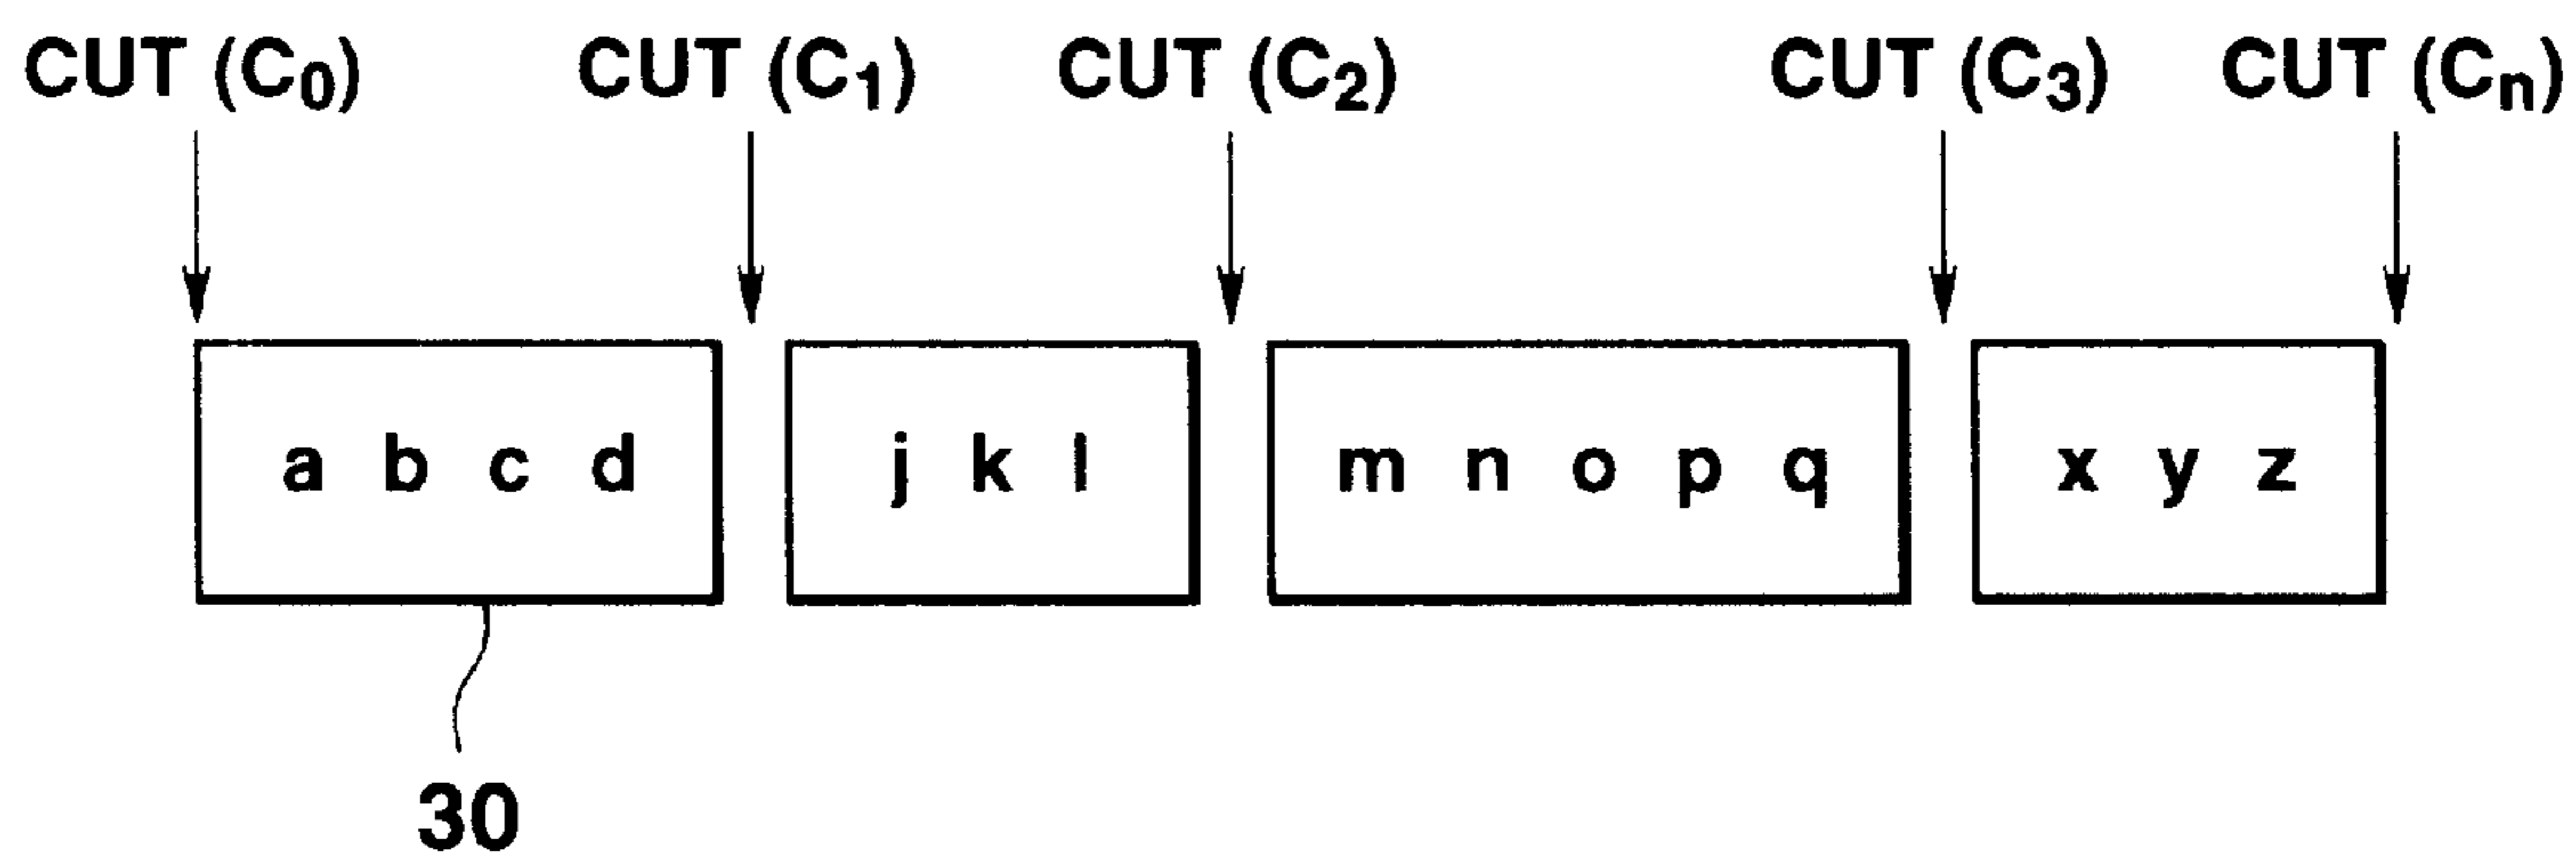 CUT (C₀) CUT (C₁) CUT (C₂) CUT (C₃) CUT (Cₙ)
a b c d j k l m n o p q x y z
30